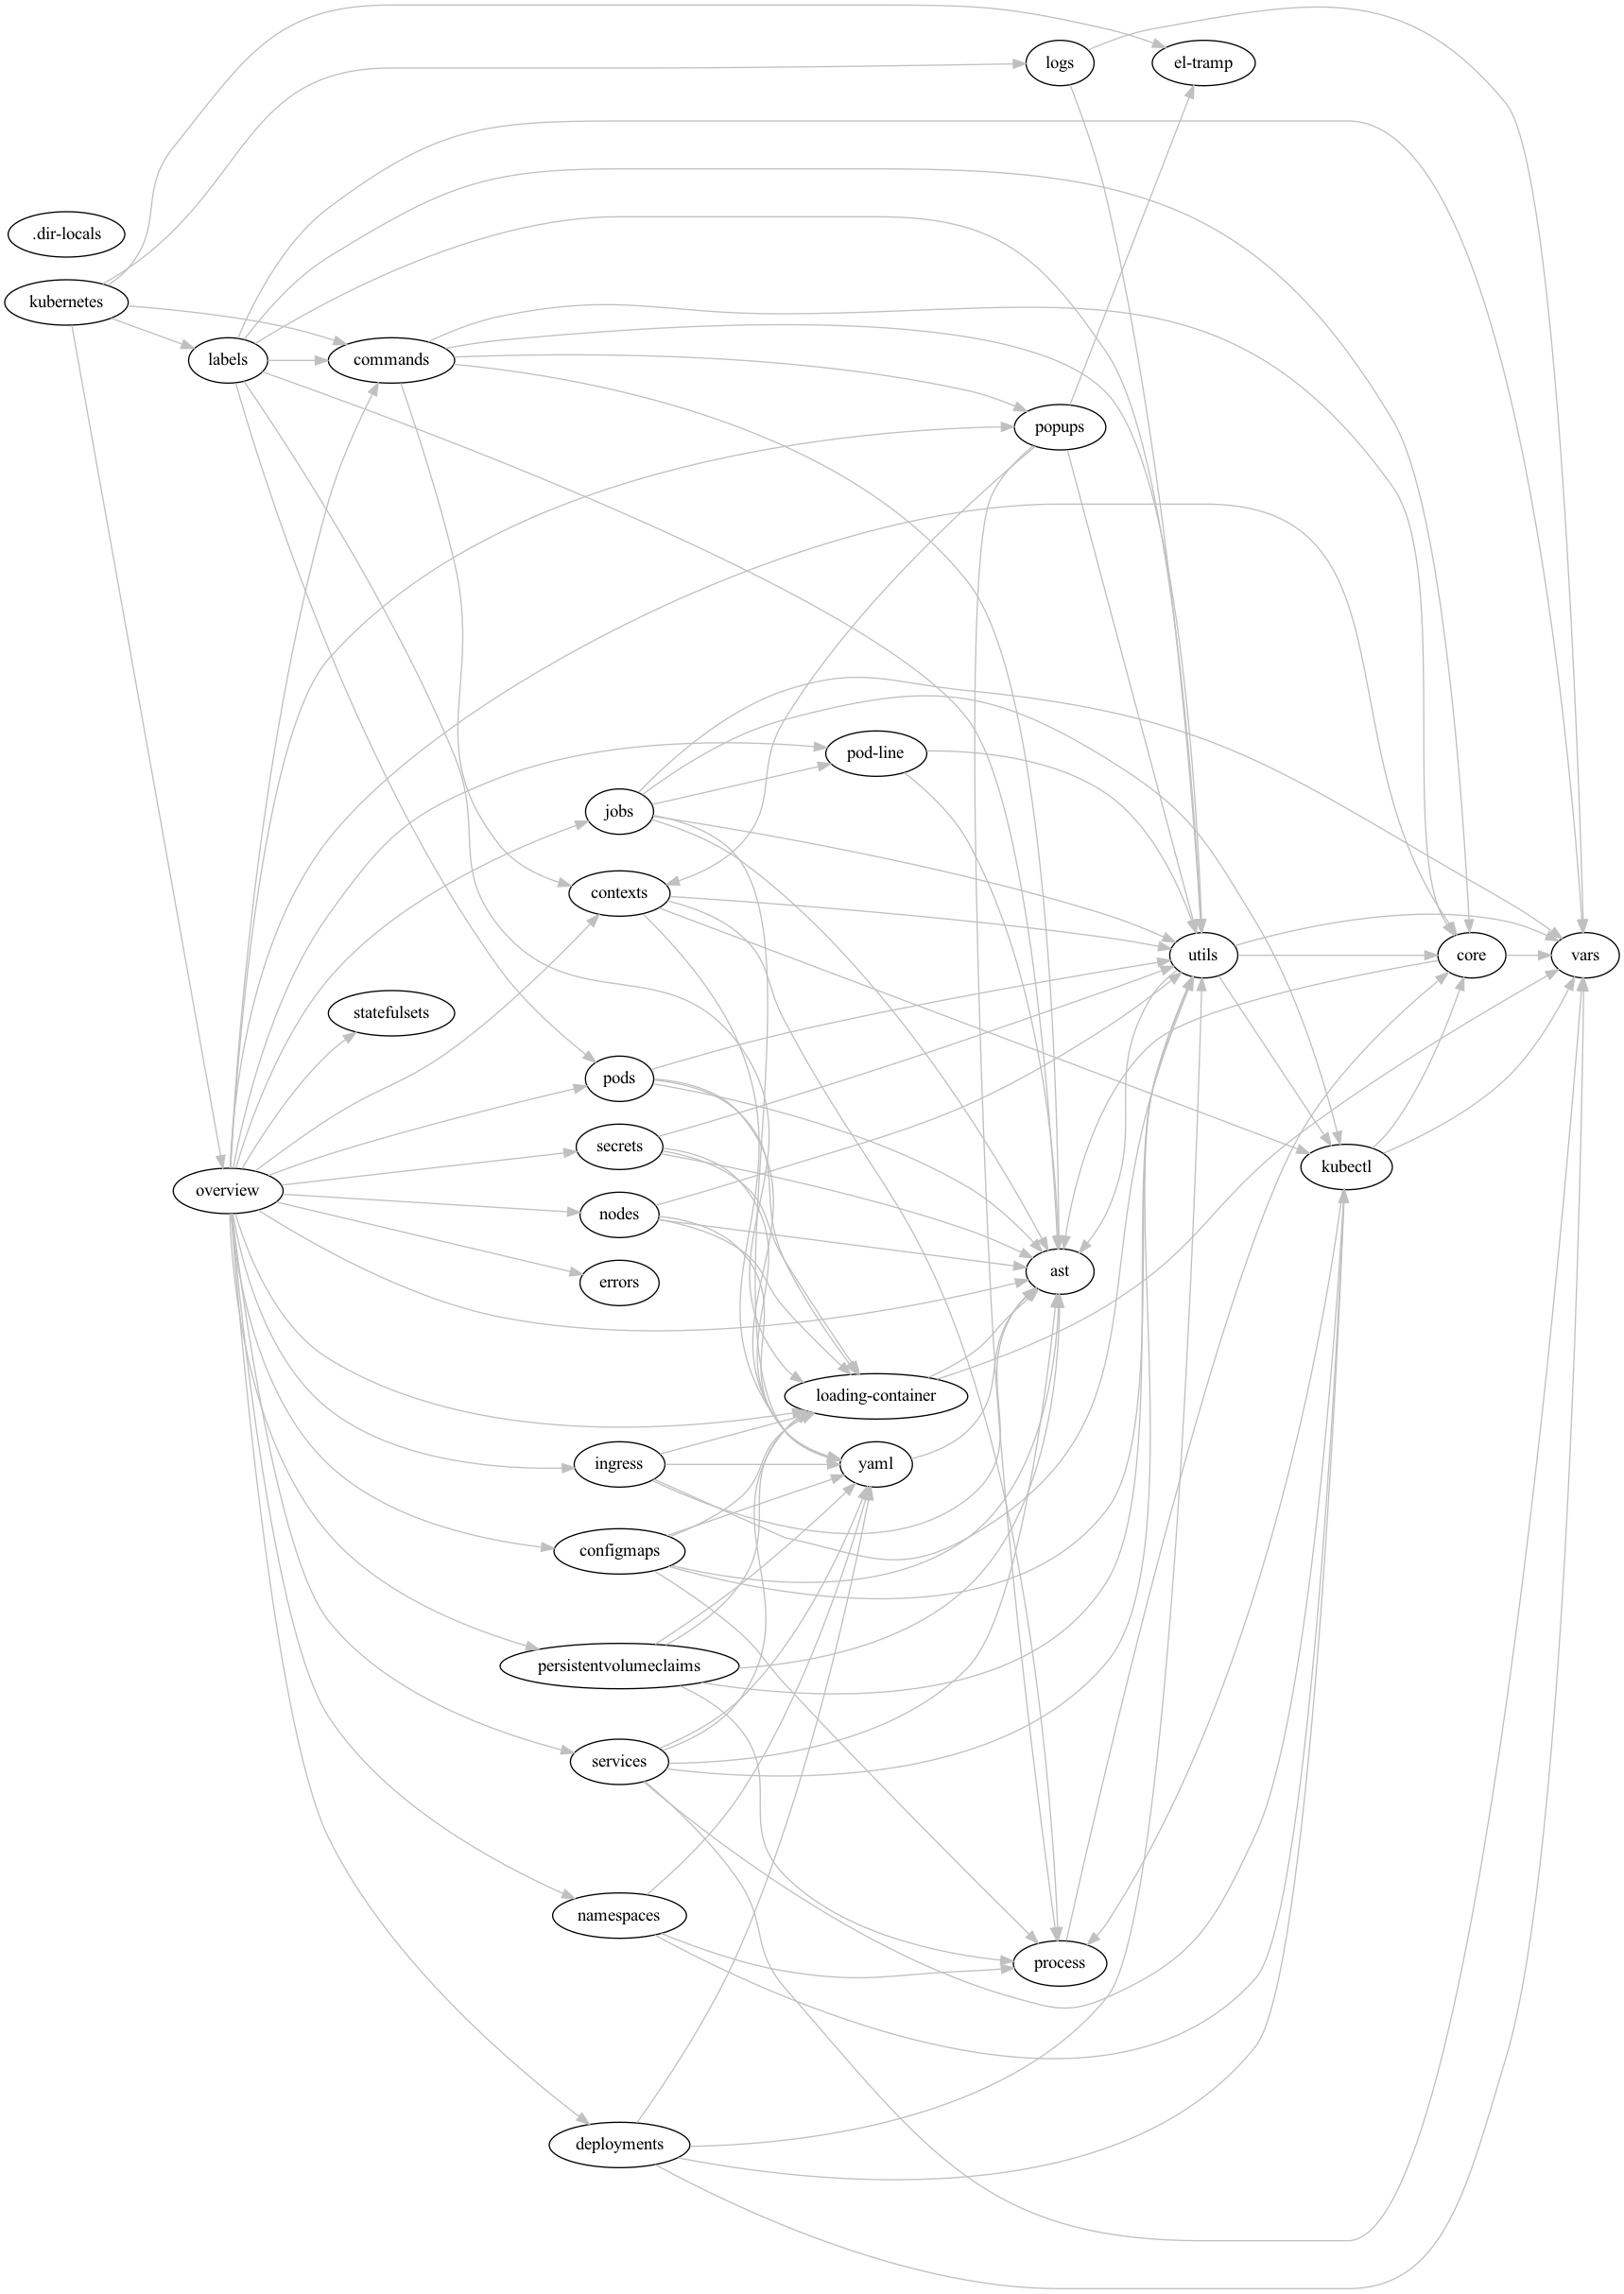 logs
el-tramp
.dir-locals
kubernetes
labels
commands
popups
pod-line
jobs
contexts
utils
core
vars
statefulsets
pods
secrets
kubectl
overview
nodes
ast
errors
loading-container
ingress
yaml
configmaps
persistentvolumeclaims
services
namespaces
process
deployments